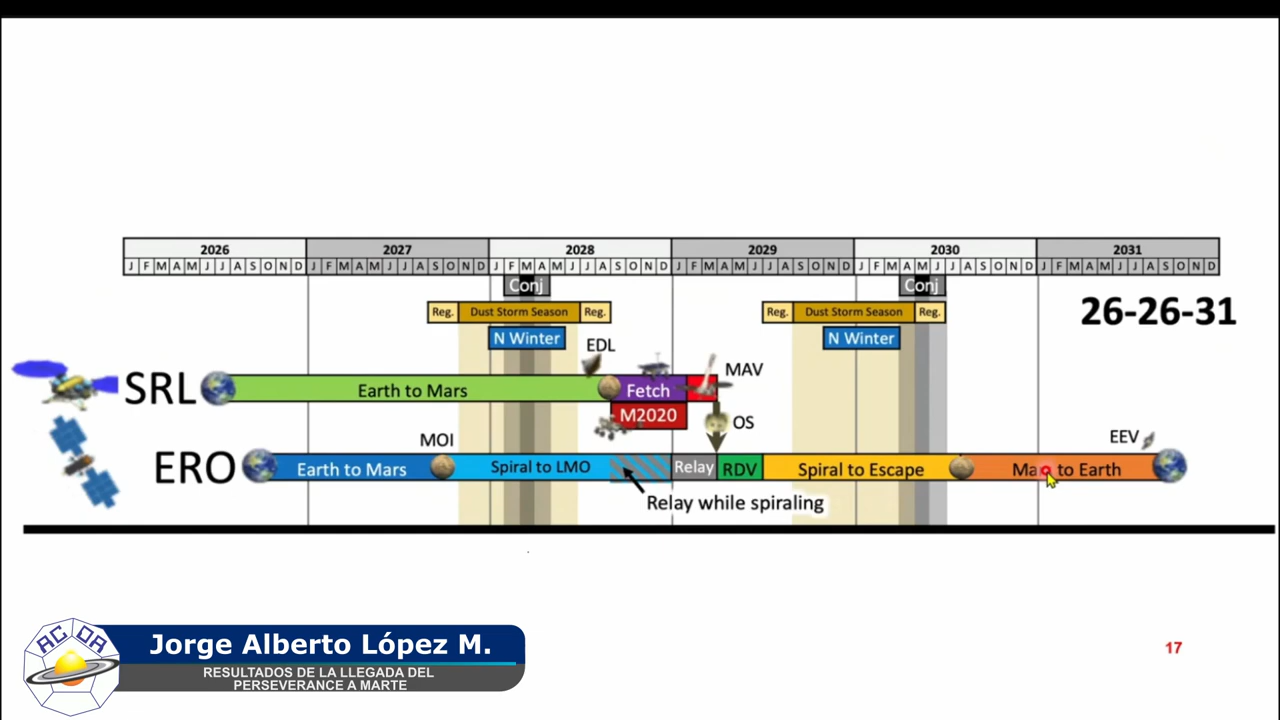 2026 2027 2028 2029 2030 2031
J F M A M J J A S O N D J F M A M J J A S O N D J F M A M J J A S O N D J F M A M J J A S O N D J F M A M J J A S O N D J F M A M J J A S O N D
Conj Conj
Reg. Dust Storm Season Reg. Reg. Dust Storm Season Reg.
26-26-31
N Winter N Winter
EDL
MAV
SRL Earth to Mars Fetch
M2020
OS
MOI EEV
ERO Earth to Mars Spiral to LMO Relay RDV Spiral to Escape Mars to Earth
Relay while spiraling
AC DA
Jorge Alberto López M.
RESULTADOS DE LA LLEGADA DEL
PERSEVERANCE A MARTE
17